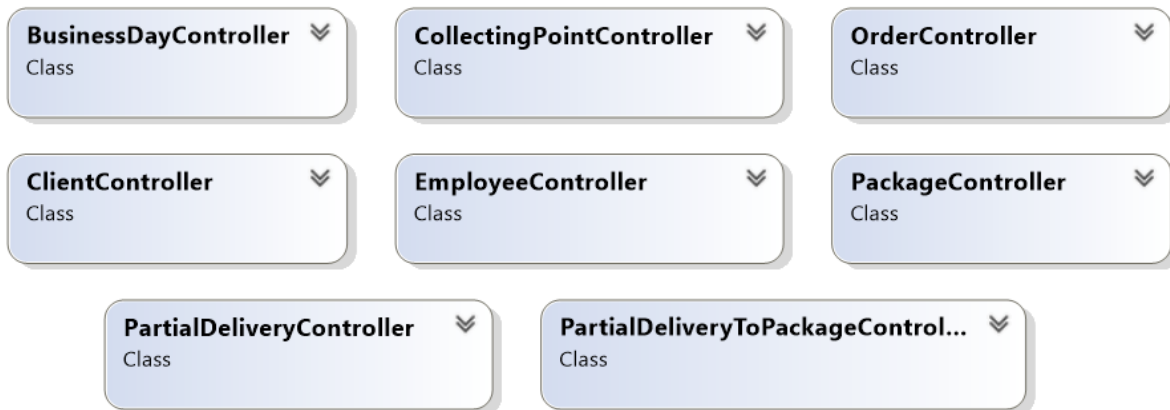 BusinessDayController
Class
CollectingPointController
Class
OrderController
Class
ClientController
Class
EmployeeController
Class
PackageController
Class
PartialDeliveryController
Class
PartialDeliveryToPackageControl...
Class